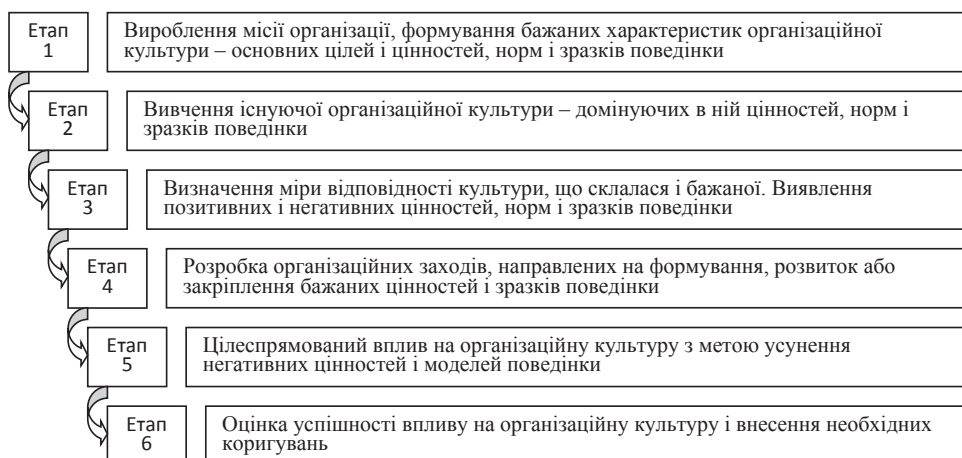 Етап
1
Вироблення місії організації, формування бажаних характеристик організаційної
культури – основних цілей і цінностей, норм і зразків поведінки
Етап
2
Вивчення існуючої організаційної культури – домінуючих в ній цінностей, норм і
зразків поведінки
Етап
3
Визначення міри відповідності культури, що склалася і бажаної. Виявлення
позитивних і негативних цінностей, норм і зразків поведінки
Етап
4
Розробка організаційних заходів, направлених на формування, розвиток або
закріплення бажаних цінностей і зразків поведінки
Етап
5
Цілеспрямований вплив на організаційну культуру з метою усунення
негативних цінностей і моделей поведінки
Етап
6
Оцінка успішності впливу на організаційну культуру і внесення необхідних
коригувань